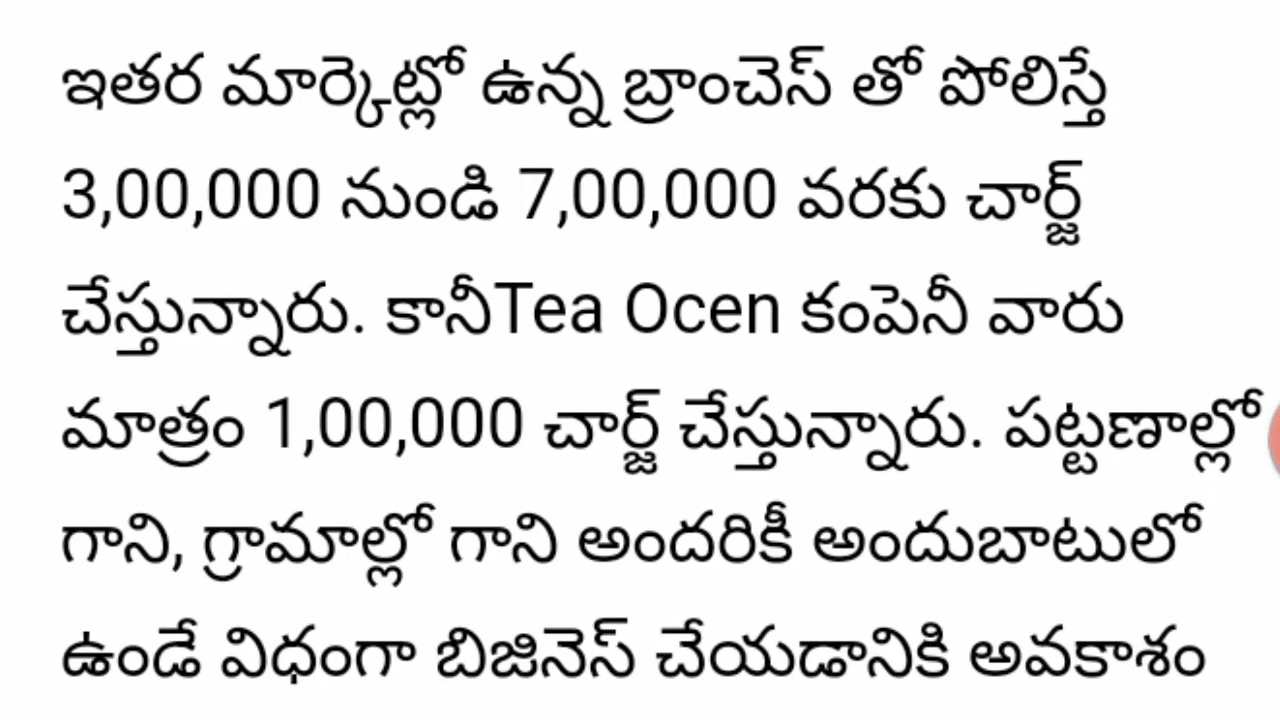 ఇతర మార్కెట్లో ఉన్న బ్రాంచెస్ తో పోలిస్తే
3,00,000 నుండి 7,00,000 వరకు చార్జ్
చేస్తున్నారు. కానీTea Ocen కంపెనీ వారు
మాత్రం 1,00,000 చార్జ్ చేస్తున్నారు. పట్టణాల్లో
గాని, గ్రామాల్లో గాని అందరికీ అందుబాటులో
ఉండే విధంగా బిజినెస్ చేయడానికి అవకాశం